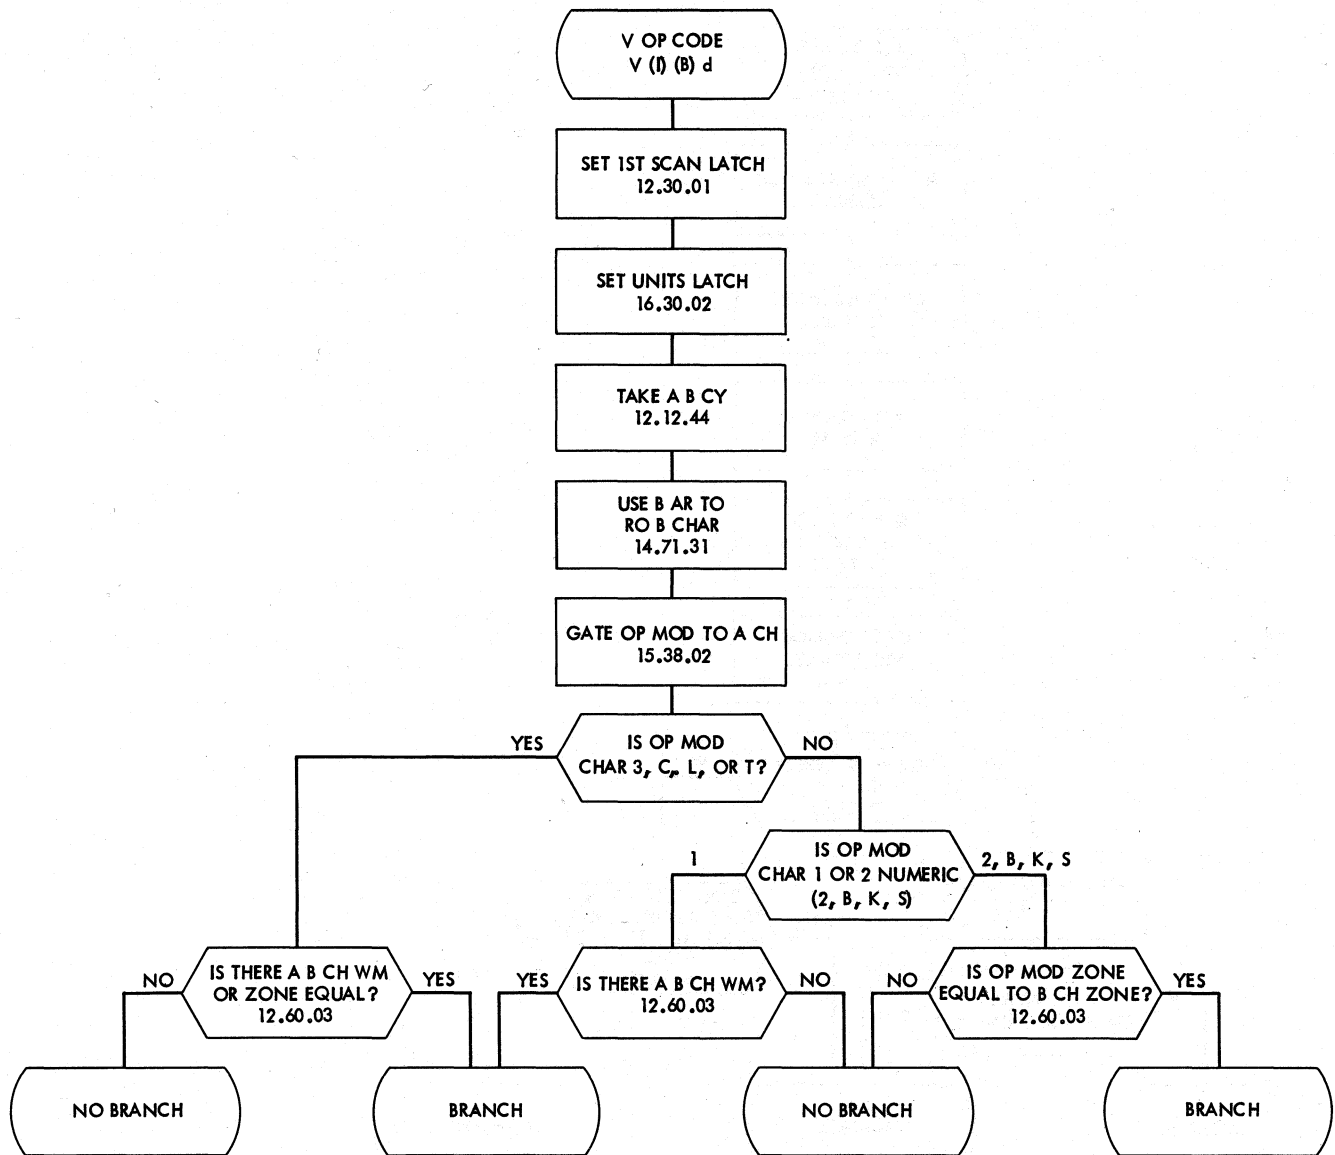 V OP CODE
V (I) (B) d
SET 1ST SCAN LATCH
12.30.01
SET UNITS LATCH
16.30.02
TAKE A B CY
12.12.44
USE B AR TO
RO B CHAR
14.71.31
GATE OP MOD TO A CH
15.38.02
YES
IS OP MOD
CHAR 3, C, L, OR T?
NO
1
IS OP MOD
CHAR 1 OR 2 NUMERIC
(2, B, K, S)
2, B, K, S
NO
IS THERE A B CH WM
OR ZONE EQUAL?
12.60.03
YES
YES
IS THERE A B CH WM?
12.60.03
NO
NO
IS OP MOD ZONE
EQUAL TO B CH ZONE?
12.60.03
YES
NO BRANCH
BRANCH
NO BRANCH
BRANCH